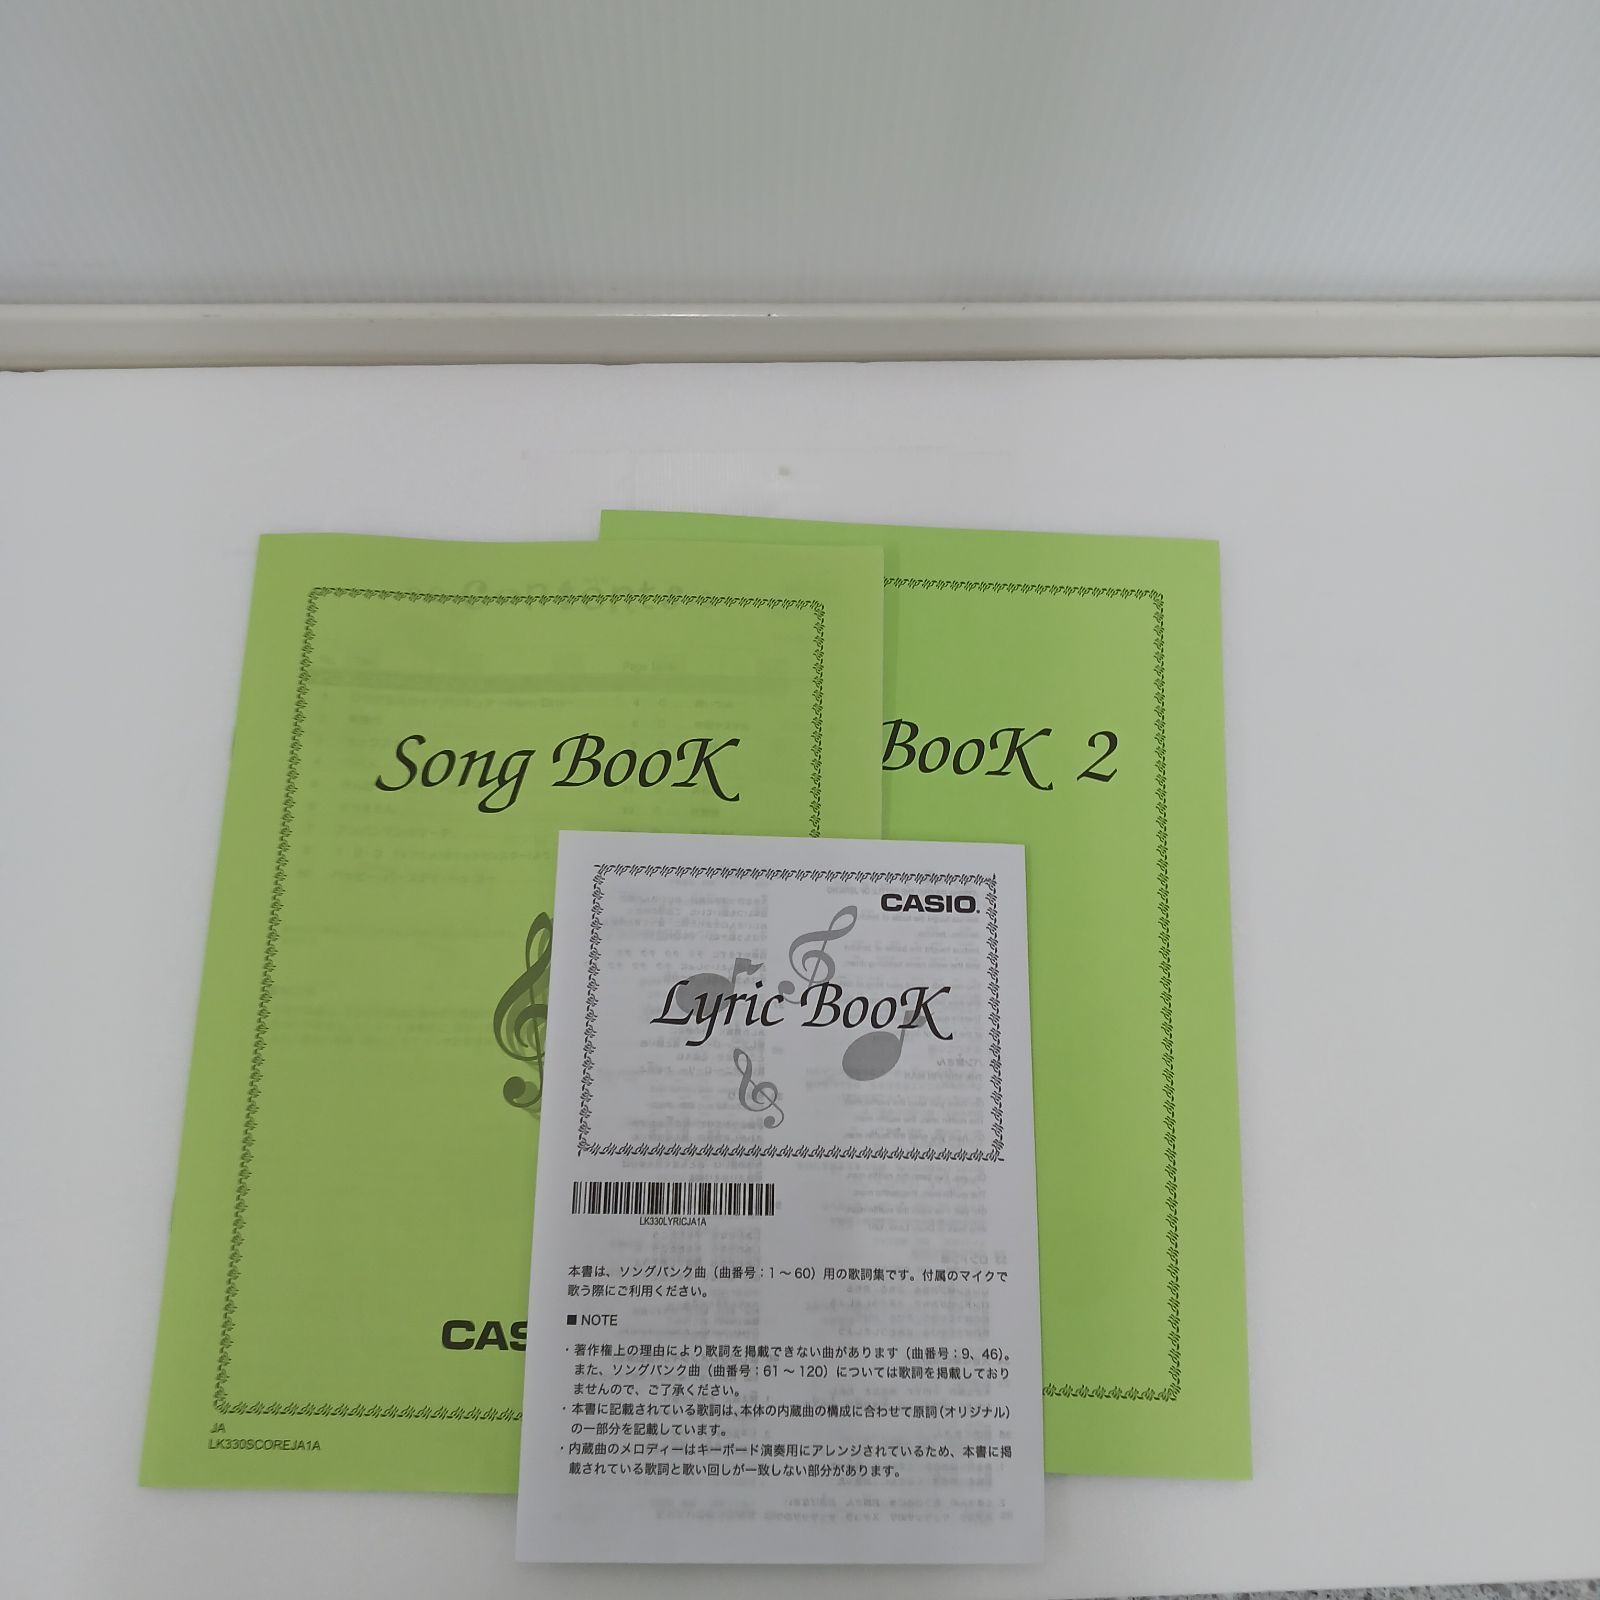 Song Book
Book 2
CASIO
Lyric Book
LK330LYRICJA1A
本書は、ソングバンク曲（曲番号：1～60）用の歌詞集です。付属のマイクで
歌う際にご利用ください。
■ NOTE
・著作権上の理由により歌詞を掲載できない曲があります（曲番号：9、46）。
また、ソングバンク曲（曲番号：61～120）については歌詞を掲載しており
ませんので、ご了承ください。
・本書に記載されている歌詞は、本体の内蔵曲の構成に合わせて原詞（オリジナル）
の一部分を記載しています。
・内蔵曲のメロディーはキーボード演奏用にアレンジされているため、本書に掲
載されている歌詞と歌い回しが一致しない部分があります。
CAS
JA
LK330SCOREJA1A